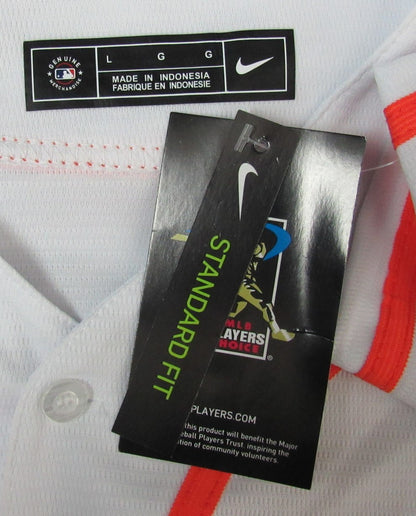 GENUINE
MERCHANDISE
L G G
MADE IN INDONESIA
FABRIQUE EN INDONESIE
STANDARD FIT
MLB
PLAYERS
CHOICE
®
PLAYERS.COM
this product will benefit the Major
Players Trust, inspiring the
of community volunteers.